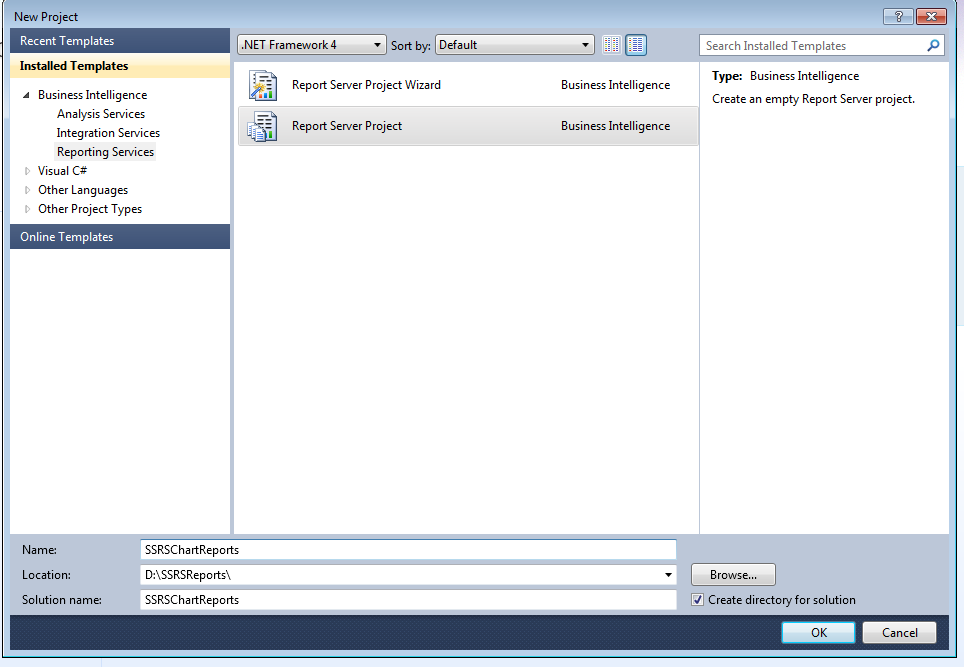 New Project
Recent Templates
.NET Framework 4 Sort by: Default
Search Installed Templates
Installed Templates
Business Intelligence
Analysis Services
Integration Services
Reporting Services
Visual C#
Other Languages
Other Project Types
Online Templates
Report Server Project Wizard Business Intelligence
Report Server Project Business Intelligence
Type: Business Intelligence
Create an empty Report Server project.
Name: SSRSChartReports
Location: D:\SSRSReports\ Browse...
Solution name: SSRSChartReports Create directory for solution
OK Cancel